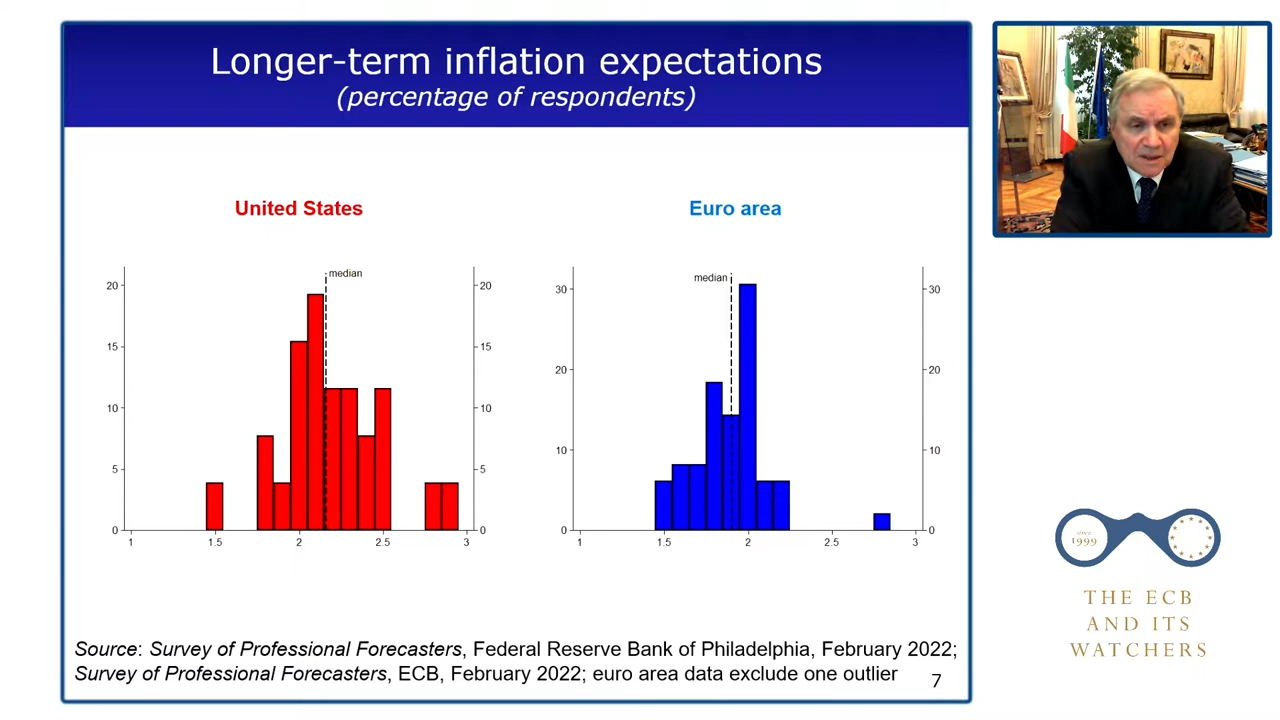 Longer-term inflation expectations
(percentage of respondents)
United States
Euro area
median
20
15
10
5
0
20
15
10
5
0
1
1.5
2
2.5
3
median
30
20
10
0
30
20
10
0
1
1.5
2
2.5
3
Source: Survey of Professional Forecasters, Federal Reserve Bank of Philadelphia, February 2022;
Survey of Professional Forecasters, ECB, February 2022; euro area data exclude one outlier
7
since
1999
THE ECB
AND ITS
WATCHERS